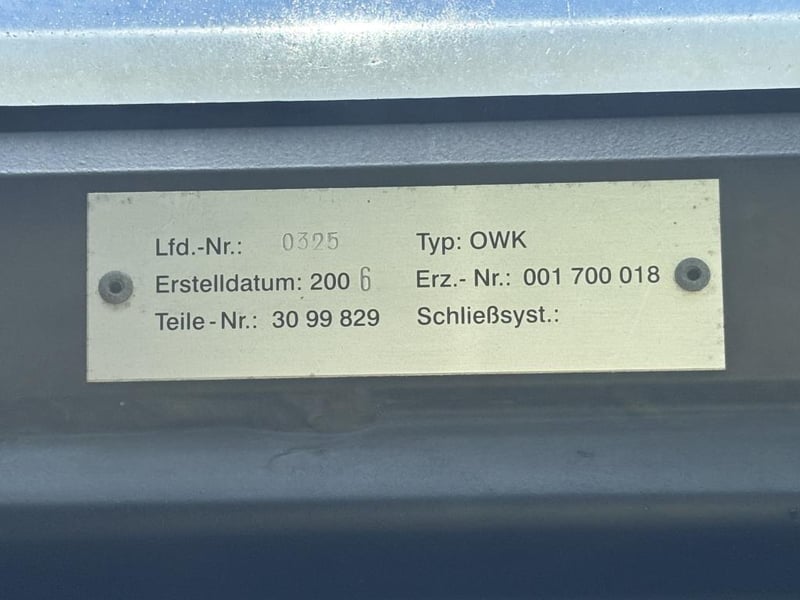 Lfd.-Nr.: 0325 Typ: OWK
Erstelldatum: 2006 Erz.- Nr.: 001 700 018
Teile-Nr.: 30 99 829 Schließsyst.: